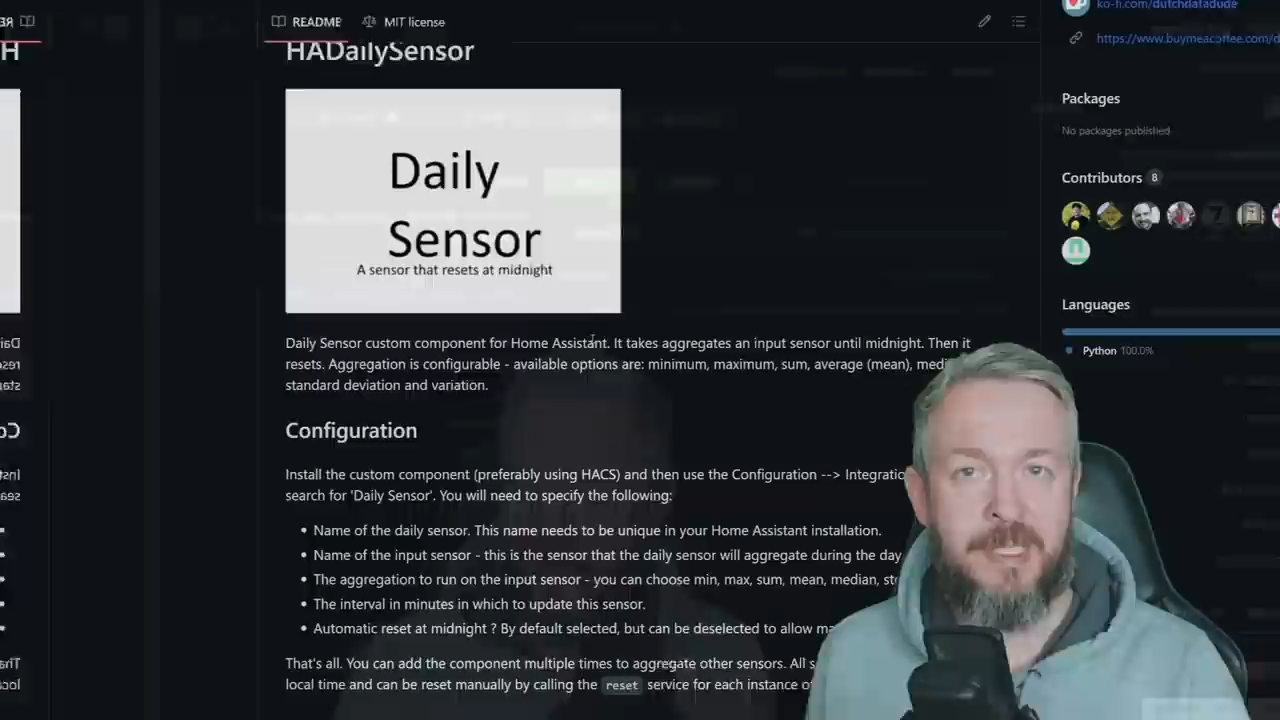 README
MIT license
HADailySensor
Daily
Sensor
A sensor that resets at midnight
Daily Sensor custom component for Home Assistant. It takes aggregates an input sensor until midnight. Then it
resets. Aggregation is configurable - available options are: minimum, maximum, sum, average (mean),
standard deviation and variation.
Configuration
Install the custom component (preferably using HACS) and then use the Configuration -->
search for 'Daily Sensor'. You will need to specify the following:
• Name of the daily sensor. This name needs to be unique in your Home Assistant installation.
• Name of the input sensor - this is the sensor that the daily sensor will aggregate during the day
• The aggregation to run on the input sensor - you can choose min, max, sum, mean, median,
• The interval in minutes in which to update this sensor.
• Automatic reset at midnight ? By default selected, but can be deselected to allow
That's all. You can add the component multiple times to aggregate other sensors. All
local time and can be reset manually by calling the reset service for each instance
ko-fi.com/dutchdatadude
https://www.buymeacoffee.com/d
Packages
No packages published
Contributors 8
Languages
Python 100.0%